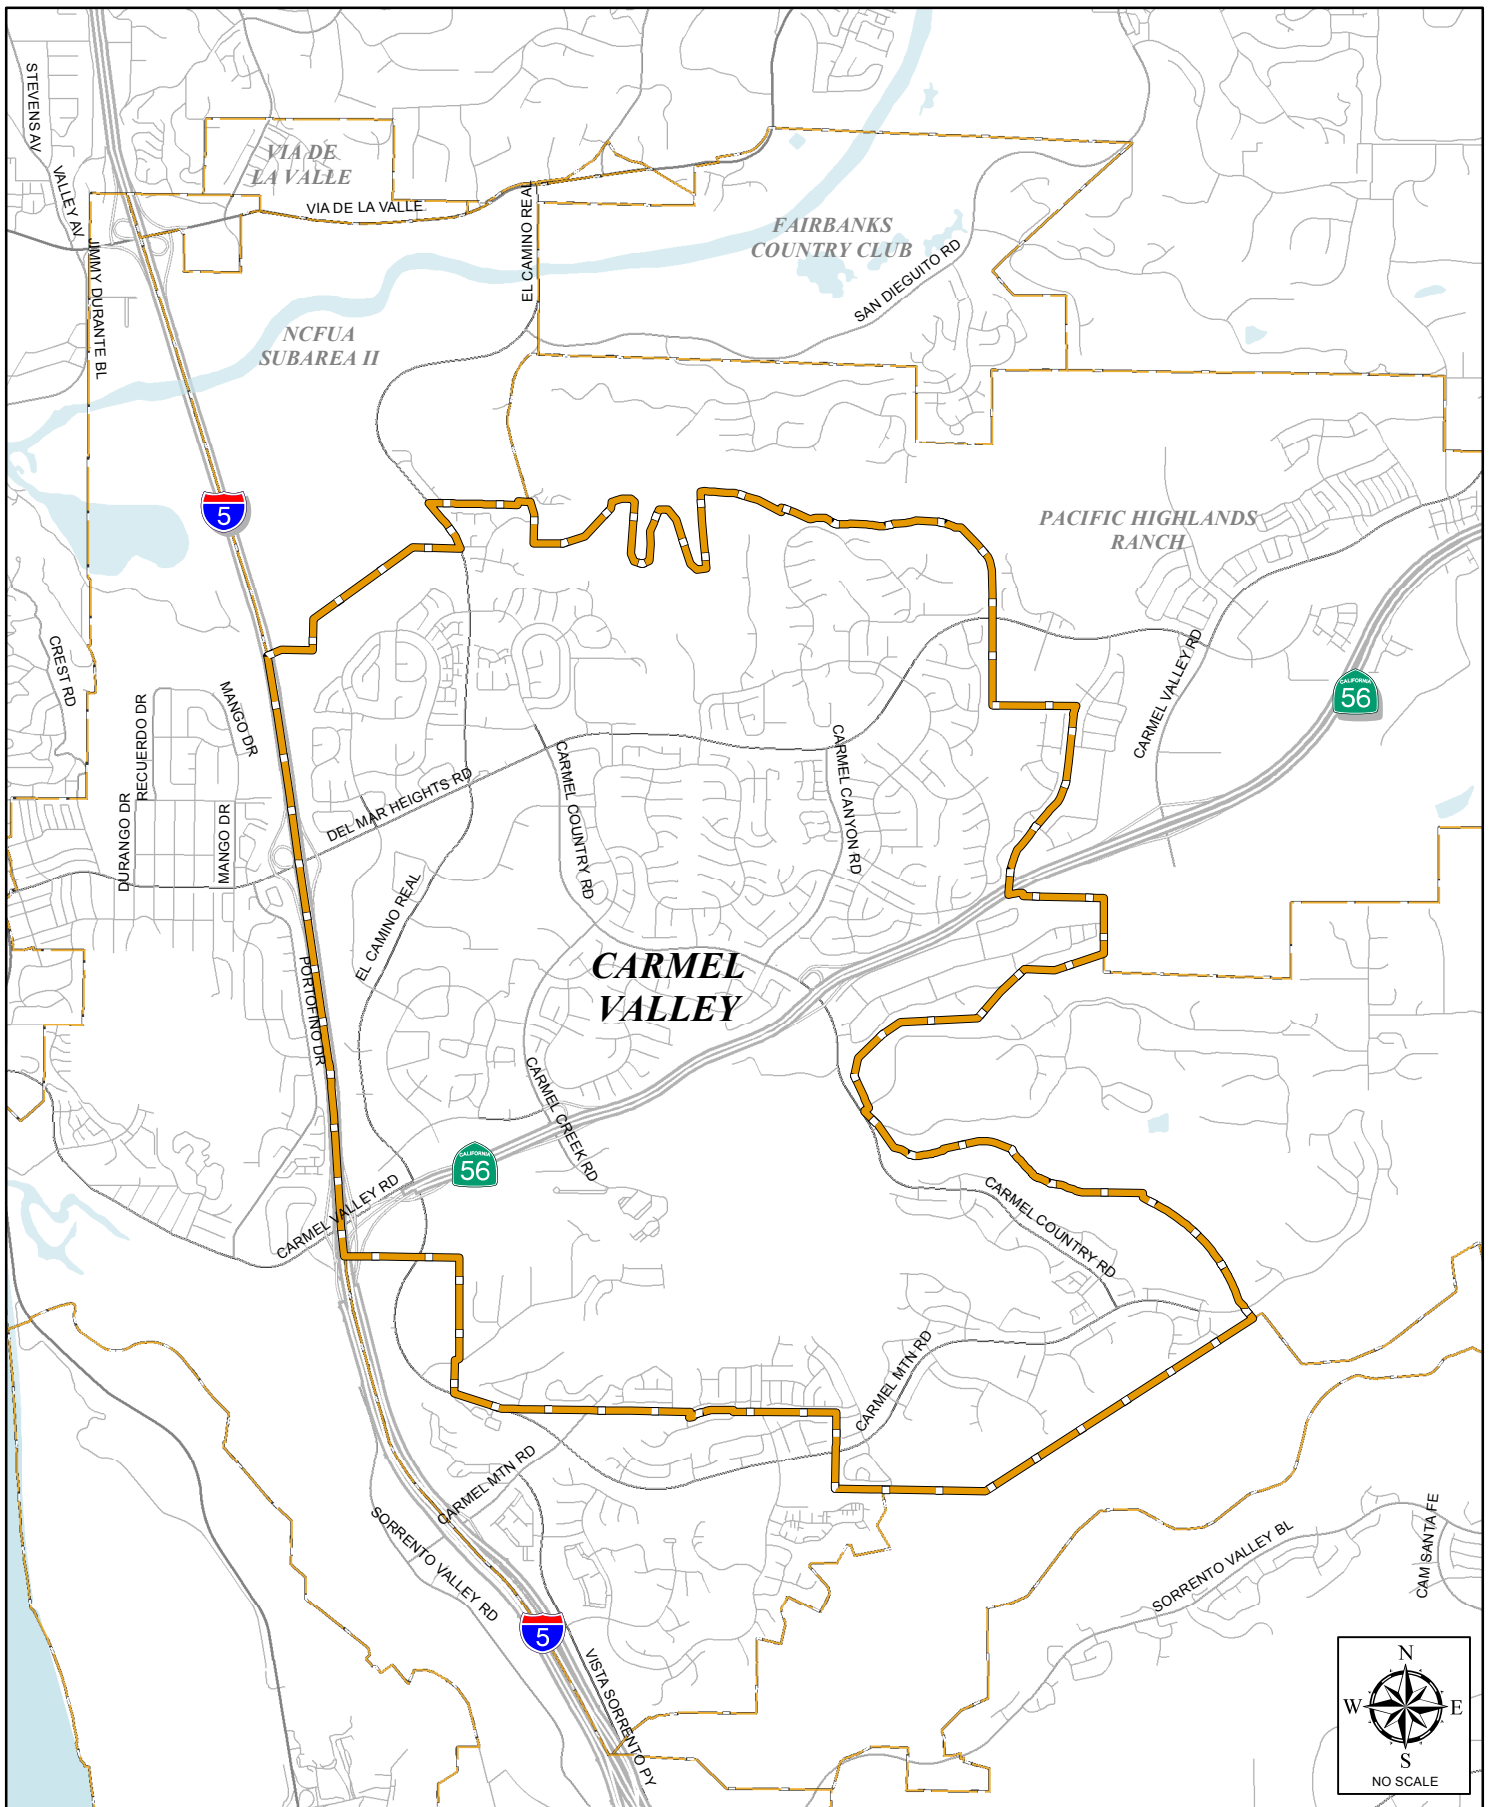 STEVENS AV
VALLEY AV
VIA DE
LA VALLE
VIA DE LA VALLE
JIMMY DURANTE BL
EL CAMINO REAL
FAIRBANKS
COUNTRY CLUB
SAN DIEGUITO RD
NCFUA
SUBAREA II
5
PACIFIC HIGHLANDS
RANCH
CREST RD
MANGO DR
RECUERDO DR
CARMEL VALLEY RD
CALIFORNIA
56
DURANGO DR
MANGO DR
DEL MAR HEIGHTS RD
CARMEL COUNTRY RD
CARMEL CANYON RD
EL CAMINO REAL
PORTOFINO DR
CARMEL
VALLEY
CARMEL CREEK RD
CALIFORNIA
56
CARMEL VALLEY RD
CARMEL COUNTRY RD
CARMEL MTN RD
CARMEL MTN RD
SORRENTO VALLEY RD
5
VISTA SORRENTO PY
SORRENTO VALLEY BL
CAM SANTA FE
N
W E
S
NO SCALE